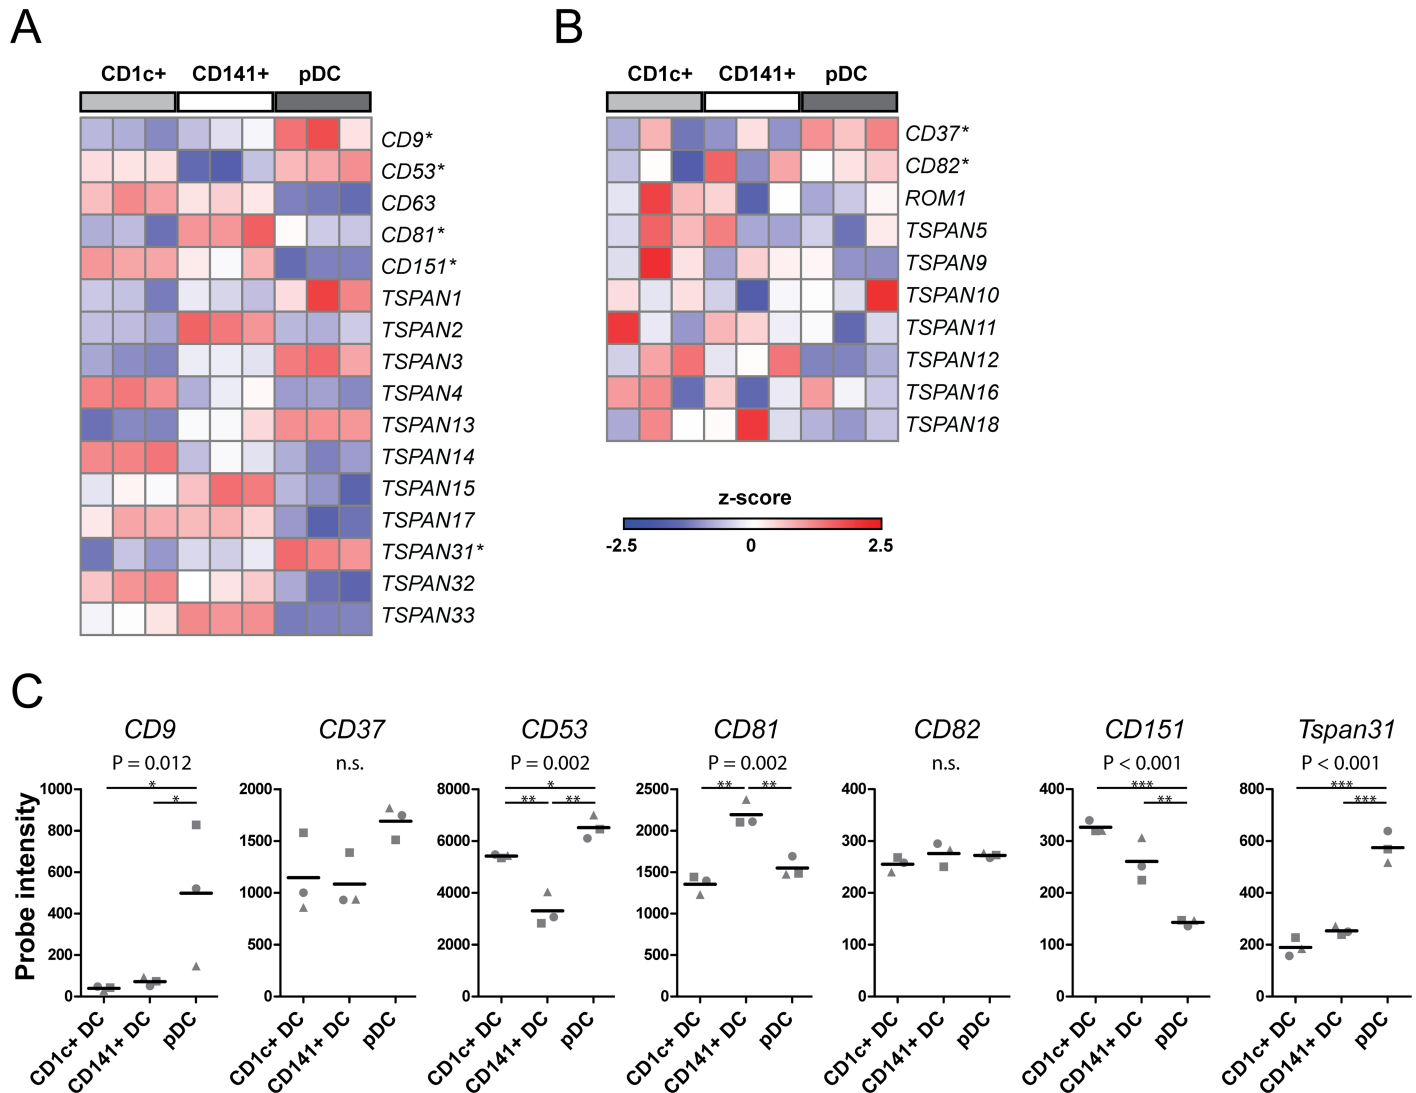 A
CD1c+ CD141+ pDC
CD9*
CD53*
CD63
CD81*
CD151*
TSPAN1
TSPAN2
TSPAN3
TSPAN4
TSPAN13
TSPAN14
TSPAN15
TSPAN17
TSPAN31*
TSPAN32
TSPAN33
B
CD1c+ CD141+ pDC
CD37*
CD82*
ROM1
TSPAN5
TSPAN9
TSPAN10
TSPAN11
TSPAN12
TSPAN16
TSPAN18
z-score
-2.5 0 2.5
C
Probe intensity
CD9
P = 0.012
*
*
1000
800
600
400
200
0
CD1c+ DC
CD141+ DC
pDC
CD37
n.s.
2000
1500
1000
500
0
CD1c+ DC
CD141+ DC
pDC
CD53
P = 0.002
*
** **
8000
6000
4000
2000
0
CD1c+ DC
CD141+ DC
pDC
CD81
P = 0.002
** **
2500
2000
1500
1000
500
0
CD1c+ DC
CD141+ DC
pDC
CD82
n.s.
400
300
200
100
0
CD1c+ DC
CD141+ DC
pDC
CD151
P < 0.001
***
**
400
300
200
100
0
CD1c+ DC
CD141+ DC
pDC
Tspan31
P < 0.001
***
***
800
600
400
200
0
CD1c+ DC
CD141+ DC
pDC